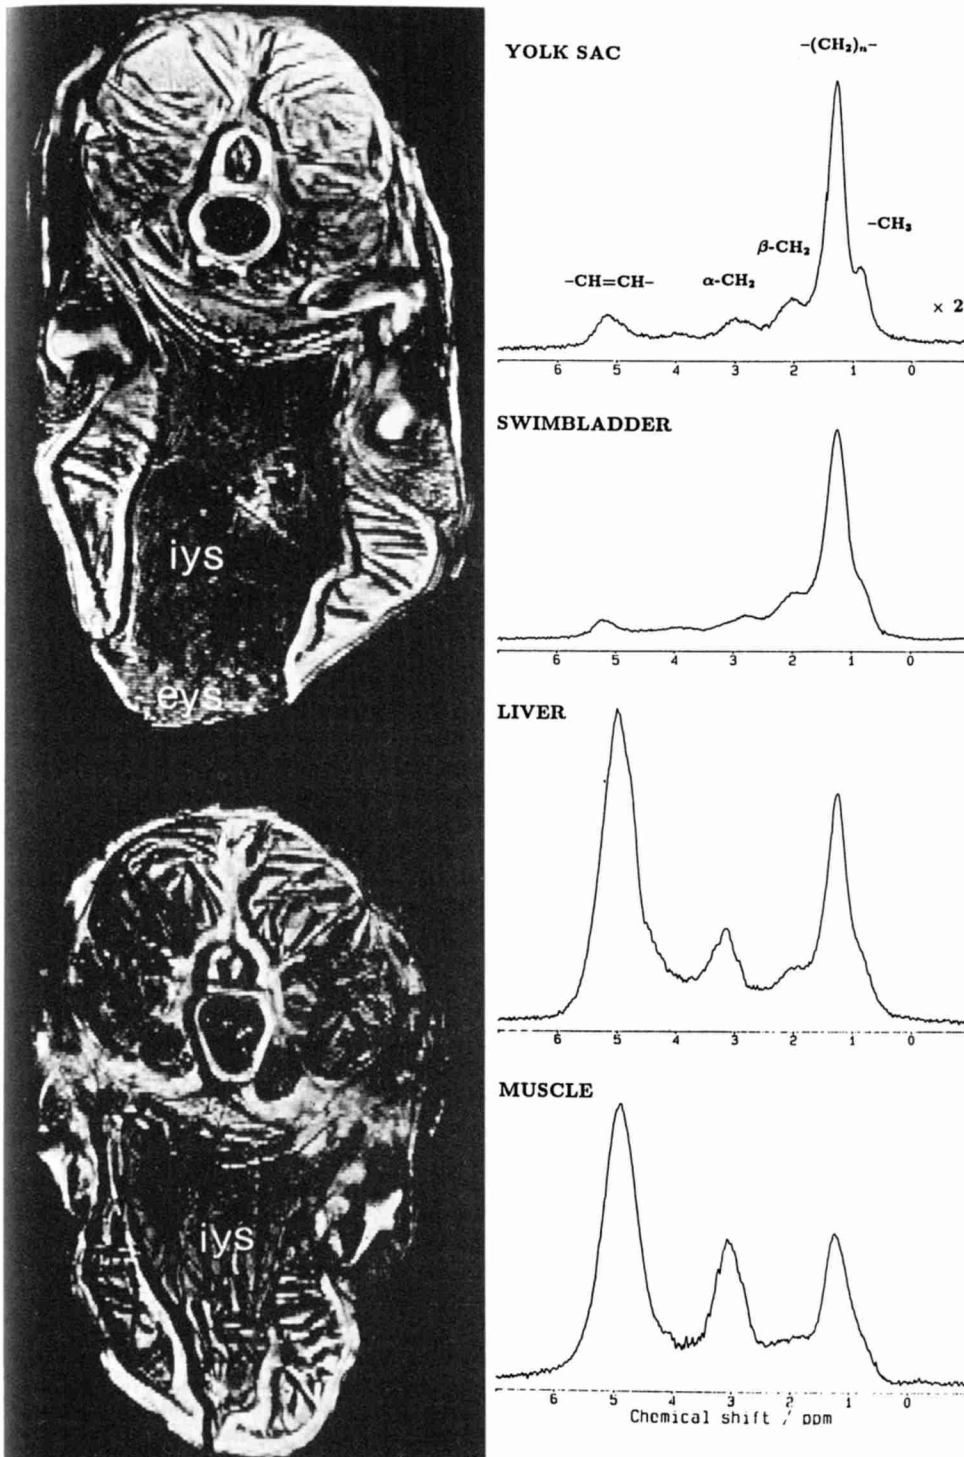 iys
eys
iys
YOLK SAC
-(CH₂)ₙ-
-CH₃
β-CH₂
-CH=CH-
α-CH₂
× 2
6 5 4 3 2 1 0
SWIMBLADDER
6 5 4 3 2 1 0
LIVER
6 5 4 3 2 1 0
MUSCLE
6 5 4 3 2 1 0
Chemical shift / ppm